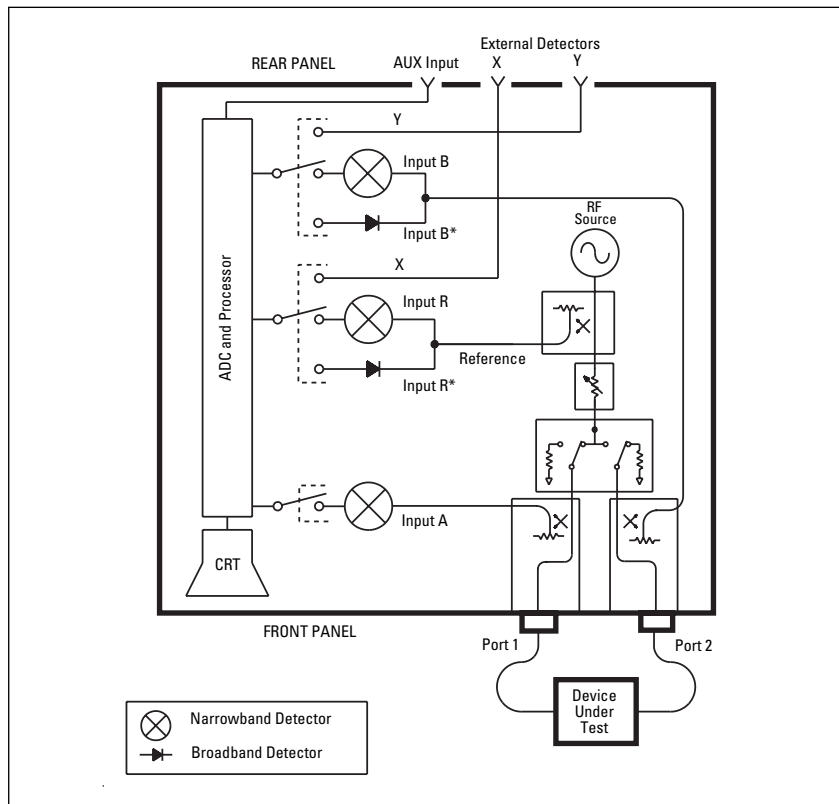 External Detectors
REAR PANEL AUX Input X Y
Y
Input B
Input B*
RF
Source
X
Input R
Reference
Input R*
ADC and Processor
Input A
CRT
FRONT PANEL
Port 1
Port 2
Device
Under
Test
Narrowband Detector
Broadband Detector